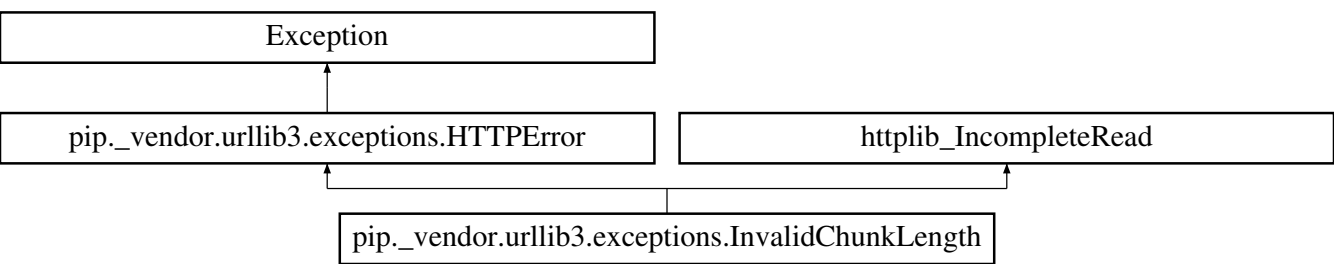 Exception
pip._vendor.urllib3.exceptions.HTTPError
httplib_IncompleteRead
pip._vendor.urllib3.exceptions.InvalidChunkLength